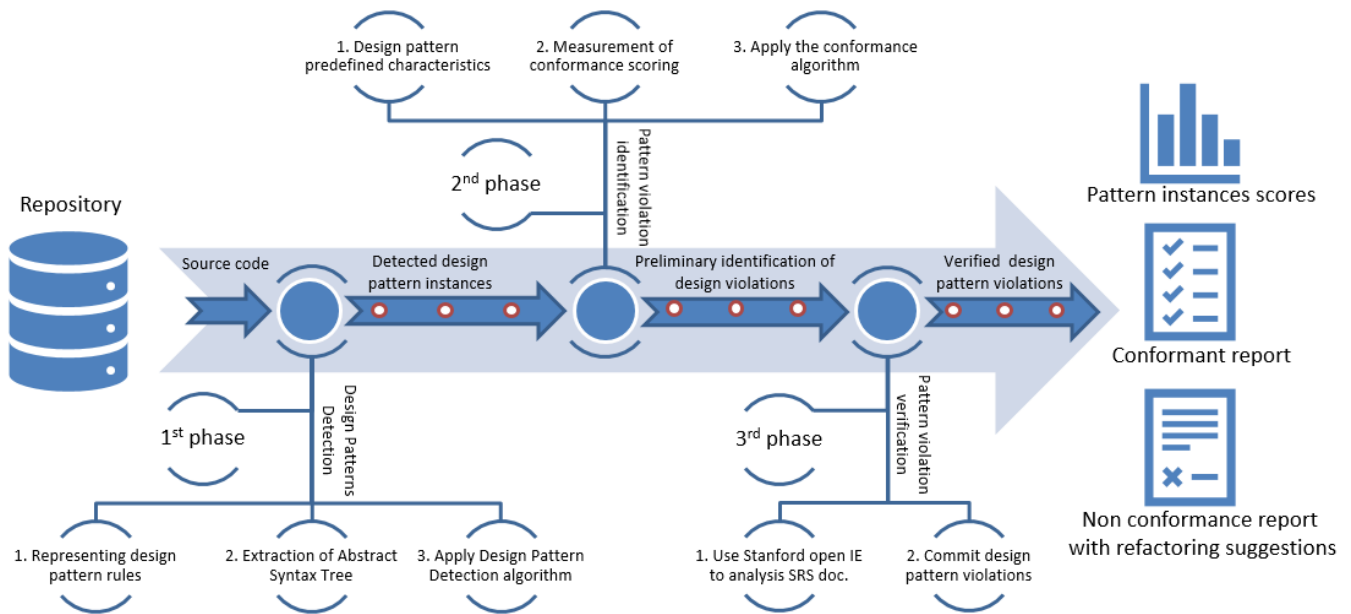 1. Design pattern
predefined characteristics
2. Measurement of
conformance scoring
3. Apply the conformance
algorithm
2nd phase
Pattern violation
identification
Repository
Source code
Detected design
pattern instances
Preliminary identification of
design violations
Verified design
pattern violations
Pattern instances scores
Conformant report
Non conformance report
with refactoring suggestions
1st phase
Design Patterns
Detection
3rd phase
Pattern violation
verification
1. Representing design
pattern rules
2. Extraction of Abstract
Syntax Tree
3. Apply Design Pattern
Detection algorithm
1. Use Stanford open IE
to analysis SRS doc.
2. Commit design
pattern violations